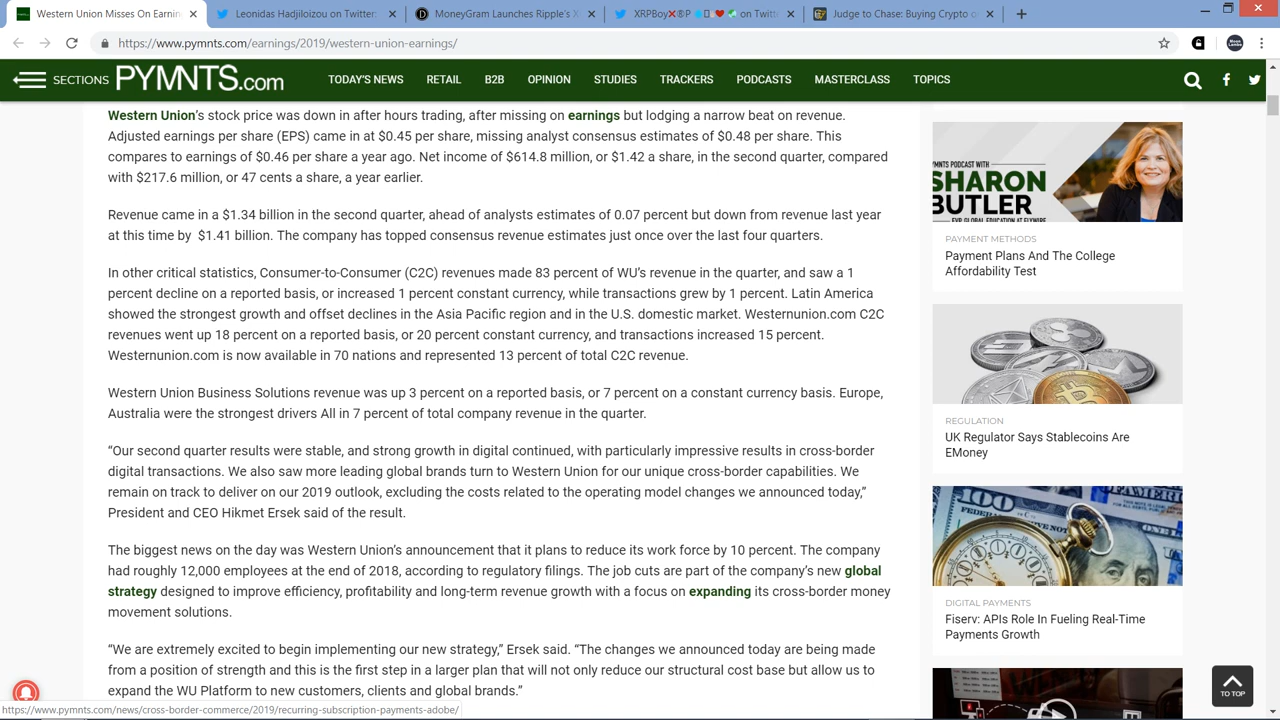 Western Union Misses On Earnin
Leonidas Hadjiloizou on Twitter:
MoneyGram Launches Ripple's X
XRPBoy❌®️P on Twitt
Judge to Chase: Buying Crypto o
https://www.pymnts.com/earnings/2019/western-union-earnings/
SECTIONS PYMNTS.com
TODAY'S NEWS RETAIL B2B OPINION STUDIES TRACKERS PODCASTS MASTERCLASS TOPICS
Western Union's stock price was down in after hours trading, after missing on earnings but lodging a narrow beat on revenue.
Adjusted earnings per share (EPS) came in at $0.45 per share, missing analyst consensus estimates of $0.48 per share. This
compares to earnings of $0.46 per share a year ago. Net income of $614.8 million, or $1.42 a share, in the second quarter, compared
with $217.6 million, or 47 cents a share, a year earlier.
Revenue came in a $1.34 billion in the second quarter, ahead of analysts estimates of 0.07 percent but down from revenue last year
at this time by $1.41 billion. The company has topped consensus revenue estimates just once over the last four quarters.
In other critical statistics, Consumer-to-Consumer (C2C) revenues made 83 percent of WU's revenue in the quarter, and saw a 1
percent decline on a reported basis, or increased 1 percent constant currency, while transactions grew by 1 percent. Latin America
showed the strongest growth and offset declines in the Asia Pacific region and in the U.S. domestic market. Westernunion.com C2C
revenues went up 18 percent on a reported basis, or 20 percent constant currency, and transactions increased 15 percent.
Westernunion.com is now available in 70 nations and represented 13 percent of total C2C revenue.
Western Union Business Solutions revenue was up 3 percent on a reported basis, or 7 percent on a constant currency basis. Europe,
Australia were the strongest drivers All in 7 percent of total company revenue in the quarter.
“Our second quarter results were stable, and strong growth in digital continued, with particularly impressive results in cross-border
digital transactions. We also saw more leading global brands turn to Western Union for our unique cross-border capabilities. We
remain on track to deliver on our 2019 outlook, excluding the costs related to the operating model changes we announced today,”
President and CEO Hikmet Ersek said of the result.
The biggest news on the day was Western Union's announcement that it plans to reduce its work force by 10 percent. The company
had roughly 12,000 employees at the end of 2018, according to regulatory filings. The job cuts are part of the company's new global
strategy designed to improve efficiency, profitability and long-term revenue growth with a focus on expanding its cross-border money
movement solutions.
“We are extremely excited to begin implementing our new strategy,” Ersek said. “The changes we announced today are being made
from a position of strength and this is the first step in a larger plan that will not only reduce our structural cost base but allow us to
expand the WU Platform to new customers, clients and global brands.”
https://www.pymnts.com/news/cross-border-commerce/2019/recurring-subscription-payments-adobe/
YMNTS PODCAST WITH
SHARON
BUTLER
EVP GLOBAL EDUCATION AT FLYWIRE
PAYMENT METHODS
Payment Plans And The College
Affordability Test
REGULATION
UK Regulator Says Stablecoins Are
EMoney
DIGITAL PAYMENTS
Fiserv: APIs Role In Fueling Real-Time
Payments Growth
TO TOP